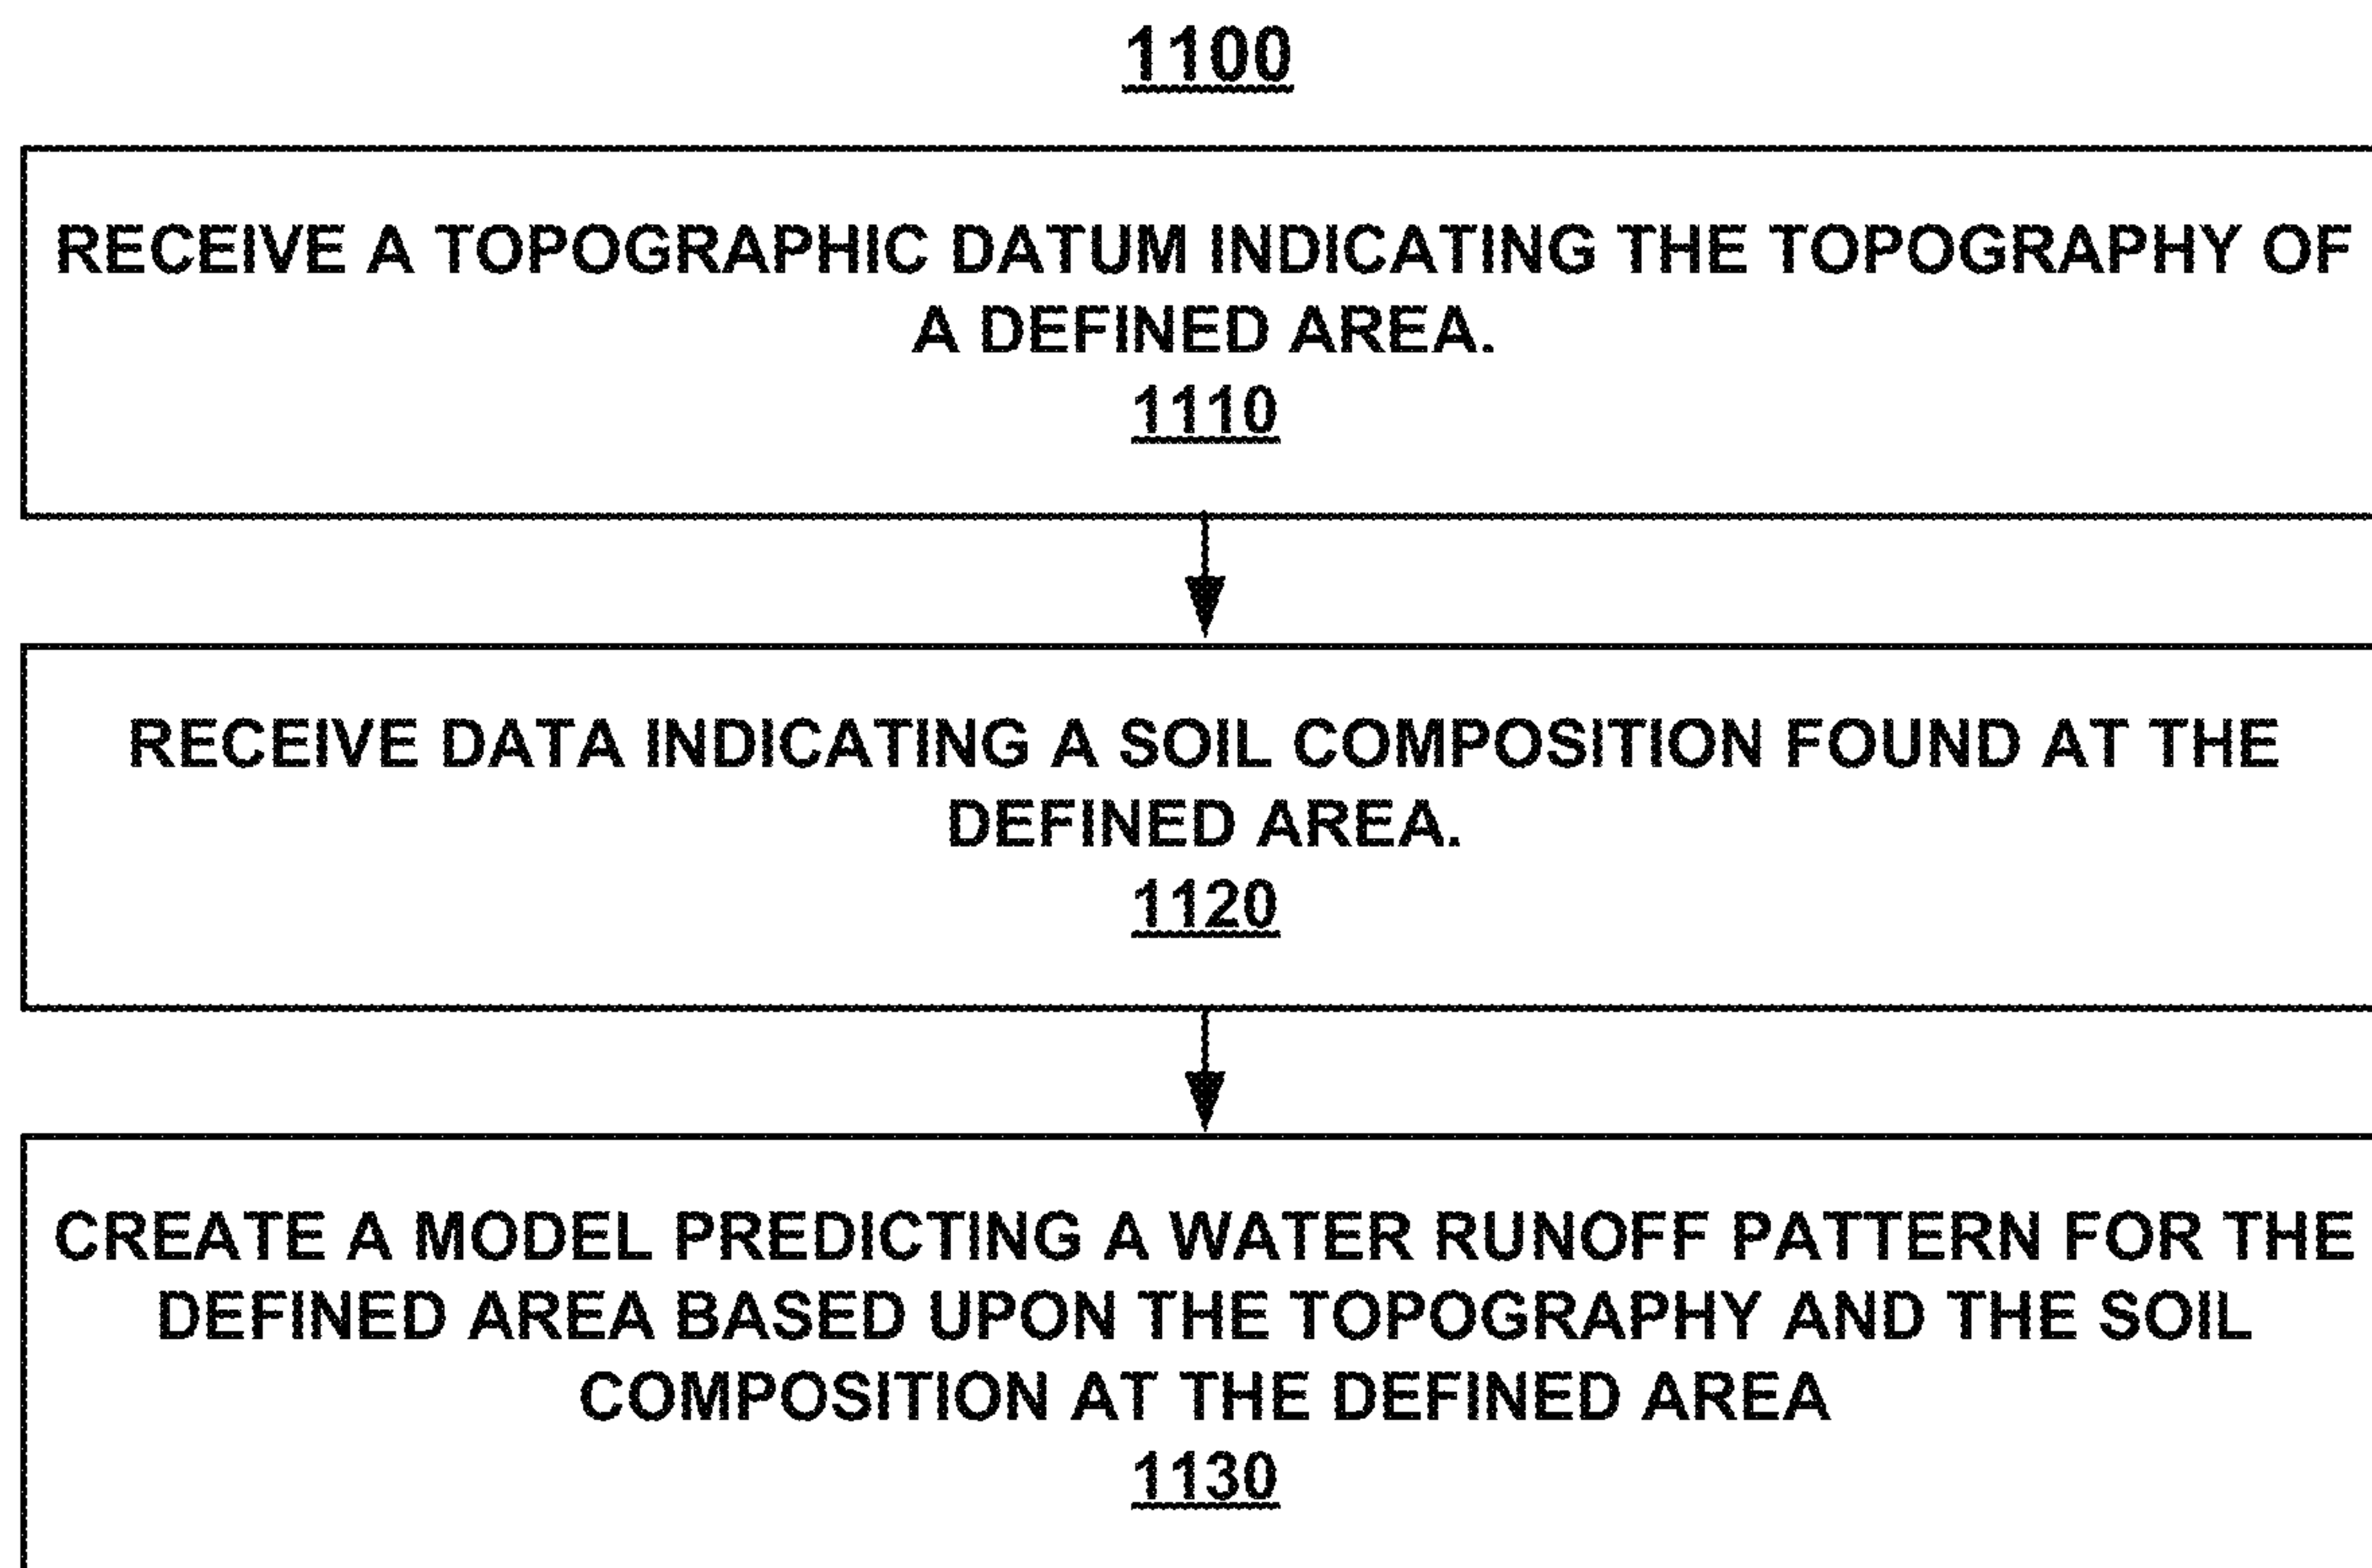 1100
RECEIVE A TOPOGRAPHIC DATUM INDICATING THE TOPOGRAPHY OF
A DEFINED AREA.
1110
RECEIVE DATA INDICATING A SOIL COMPOSITION FOUND AT THE
DEFINED AREA.
1120
CREATE A MODEL PREDICTING A WATER RUNOFF PATTERN FOR THE
DEFINED AREA BASED UPON THE TOPOGRAPHY AND THE SOIL
COMPOSITION AT THE DEFINED AREA
1130